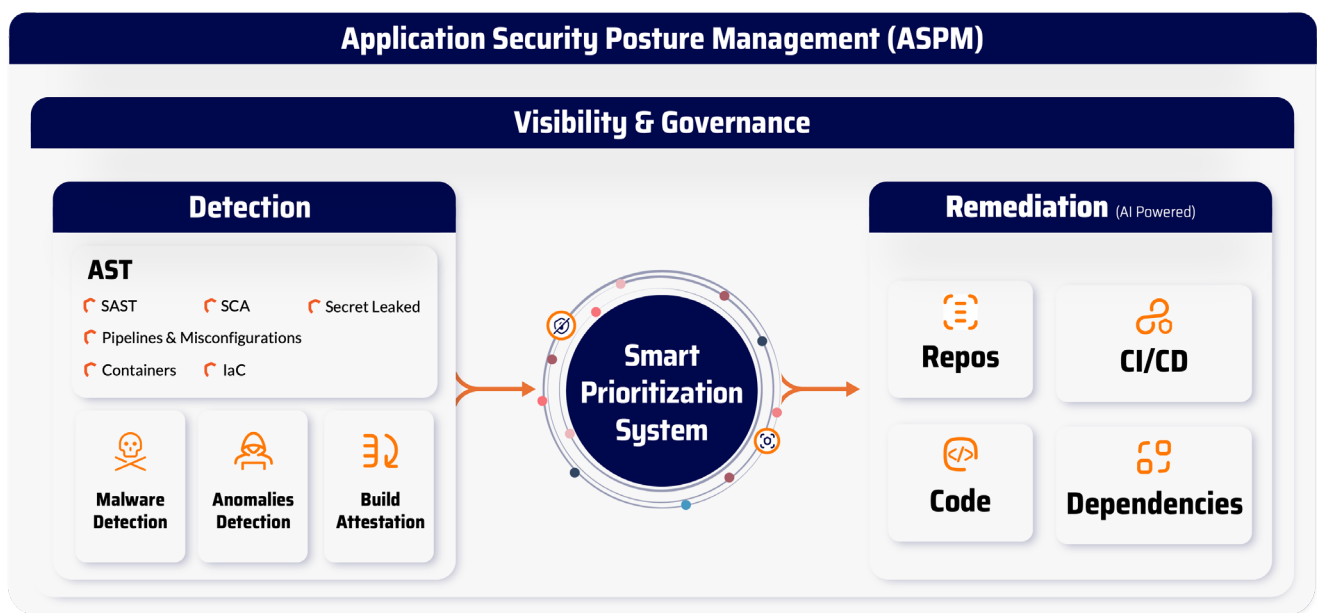 Application Security Posture Management (ASPM)
Visibility & Governance
Detection
AST
SAST
SCA
Secret Leaked
Pipelines & Misconfigurations
Containers
IaC
Malware
Detection
Anomalies
Detection
Build
Attestation
Smart
Prioritization
System
Remediation (AI Powered)
Repos
CI/CD
Code
Dependencies